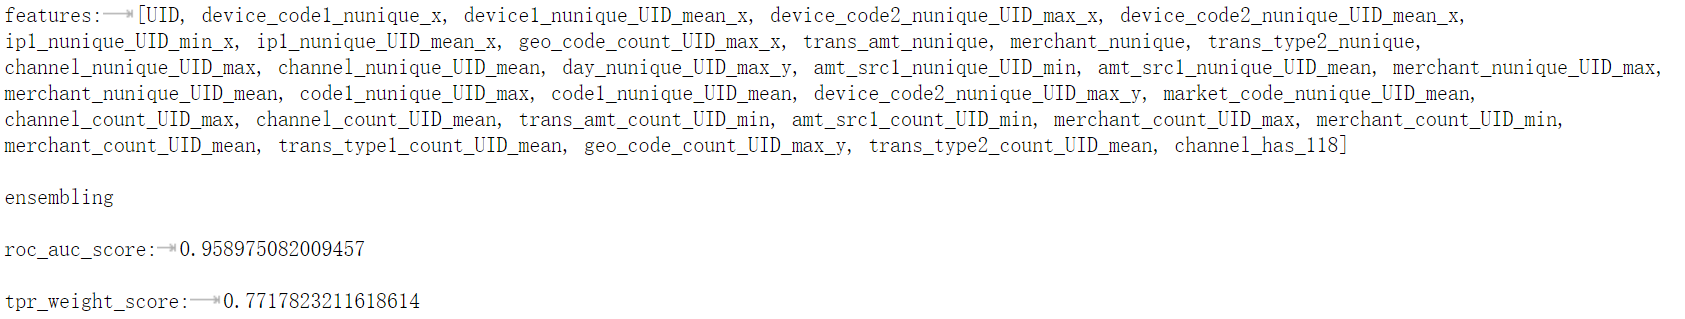 features:	[UID, device_code1_nunique_x, device1_nunique_UID_mean_x, device_code2_nunique_UID_max_x, device_code2_nunique_UID_mean_x,
ip1_nunique_UID_min_x, ip1_nunique_UID_mean_x, geo_code_count_UID_max_x, trans_amt_nunique, merchant_nunique, trans_type2_nunique,
channel_nunique_UID_max, channel_nunique_UID_mean, day_nunique_UID_max_y, amt_src1_nunique_UID_min, amt_src1_nunique_UID_mean, merchant_nunique_UID_max,
merchant_nunique_UID_mean, code1_nunique_UID_max, code1_nunique_UID_mean, device_code2_nunique_UID_max_y, market_code_nunique_UID_mean,
channel_count_UID_max, channel_count_UID_mean, trans_amt_count_UID_min, amt_src1_count_UID_min, merchant_count_UID_max, merchant_count_UID_min,
merchant_count_UID_mean, trans_type1_count_UID_mean, geo_code_count_UID_max_y, trans_type2_count_UID_mean, channel_has_118]
ensembling
roc_auc_score:	0.958975082009457
tpr_weight_score:	0.7717823211618614